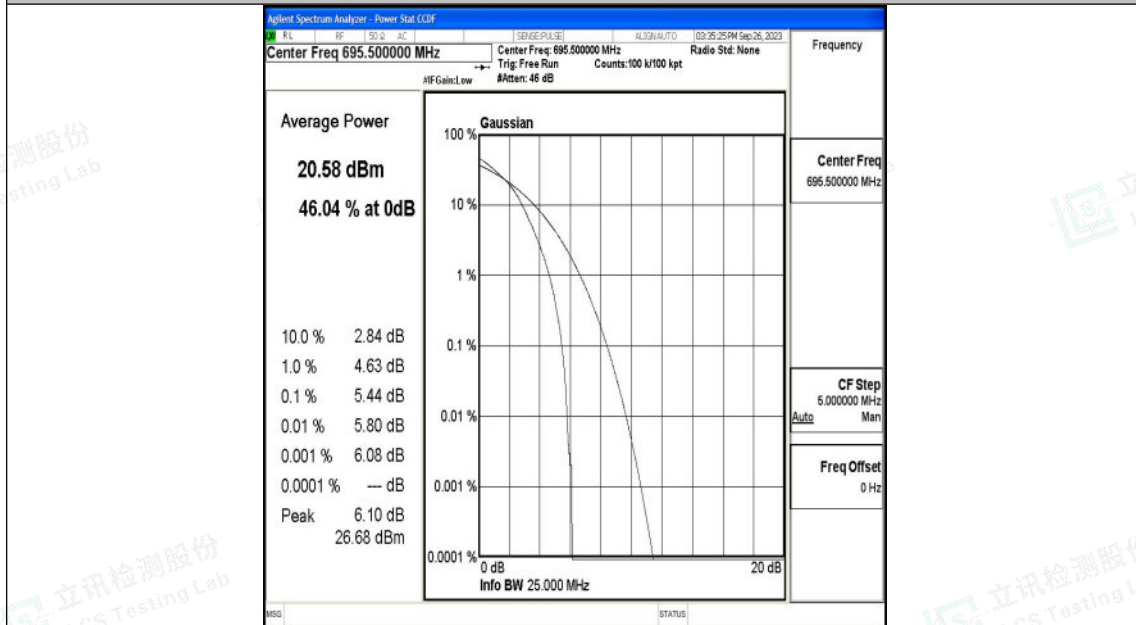 Agilent Spectrum Analyzer - Power Stat CCDF
RL RF 50 Ω AC SENSE:PULSE ALIGNAUTO 03:35:25 PM Sep 26, 2023
Center Freq 695.500000 MHz
Center Freq: 695.500000 MHz
Radio Std: None
Trig: Free Run Counts:100 k/100 kpt
#IFGain:Low #Atten: 46 dB
Frequency
Average Power
20.58 dBm
46.04 % at 0dB
10.0 % 2.84 dB
1.0 % 4.63 dB
0.1 % 5.44 dB
0.01 % 5.80 dB
0.001 % 6.08 dB
0.0001 % --- dB
Peak 6.10 dB
26.68 dBm
Gaussian
100 %
10 %
1 %
0.1 %
0.01 %
0.001 %
0.0001 %
0 dB 20 dB
Info BW 25.000 MHz
Center Freq
695.500000 MHz
CF Step
5.000000 MHz
Auto Man
Freq Offset
0 Hz
MSG STATUS
立讯检测股份
LCS Testing Lab